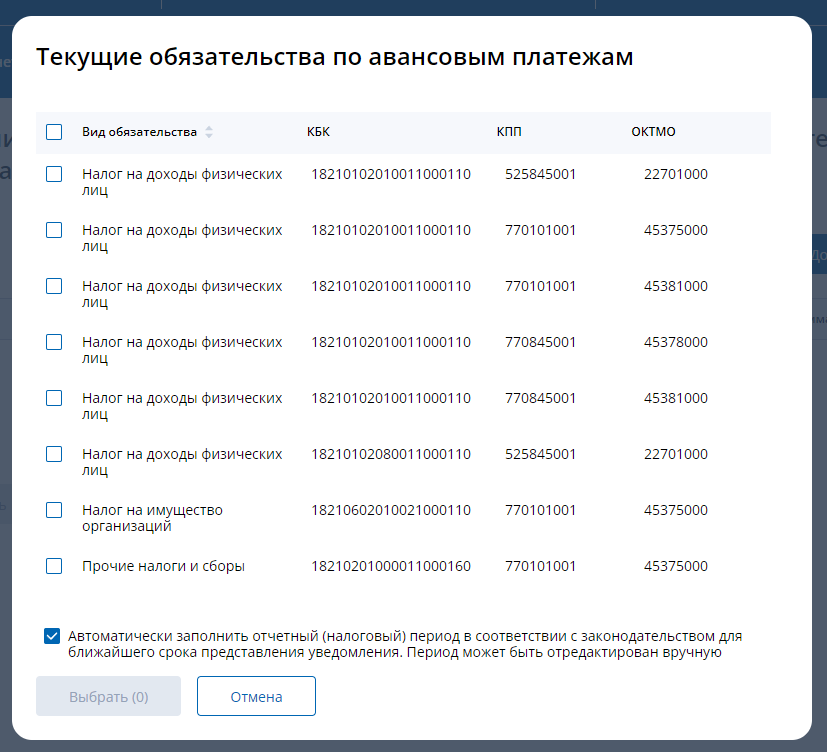 Текущие обязательства по авансовым платежам
Вид обязательства КБК КПП ОКТМО
Налог на доходы физических лиц 18210102010011000110 525845001 22701000
Налог на доходы физических лиц 18210102010011000110 770101001 45375000
Налог на доходы физических лиц 18210102010011000110 770101001 45381000
Налог на доходы физических лиц 18210102010011000110 770845001 45378000
Налог на доходы физических лиц 18210102010011000110 770845001 45381000
Налог на доходы физических лиц 18210102080011000110 525845001 22701000
Налог на имущество организаций 18210602010021000110 770101001 45375000
Прочие налоги и сборы 18210201000011000160 770101001 45375000
Автоматически заполнить отчетный (налоговый) период в соответствии с законодательством для
ближайшего срока представления уведомления. Период может быть отредактирован вручную
Выбрать (0) Отмена